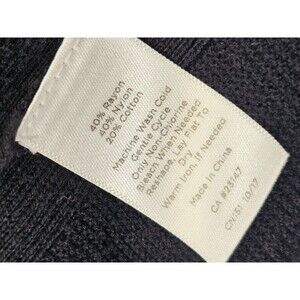 40% Rayon
40% Nylon
20% Cotton
Machine Wash Cold
Gentle Cycle
Only Non-Chlorine
Bleach When Needed
Reshape, Lay Flat To
Dry
Warm Iron, If Needed
Made In China
CA #23147
CN/S1 10/17